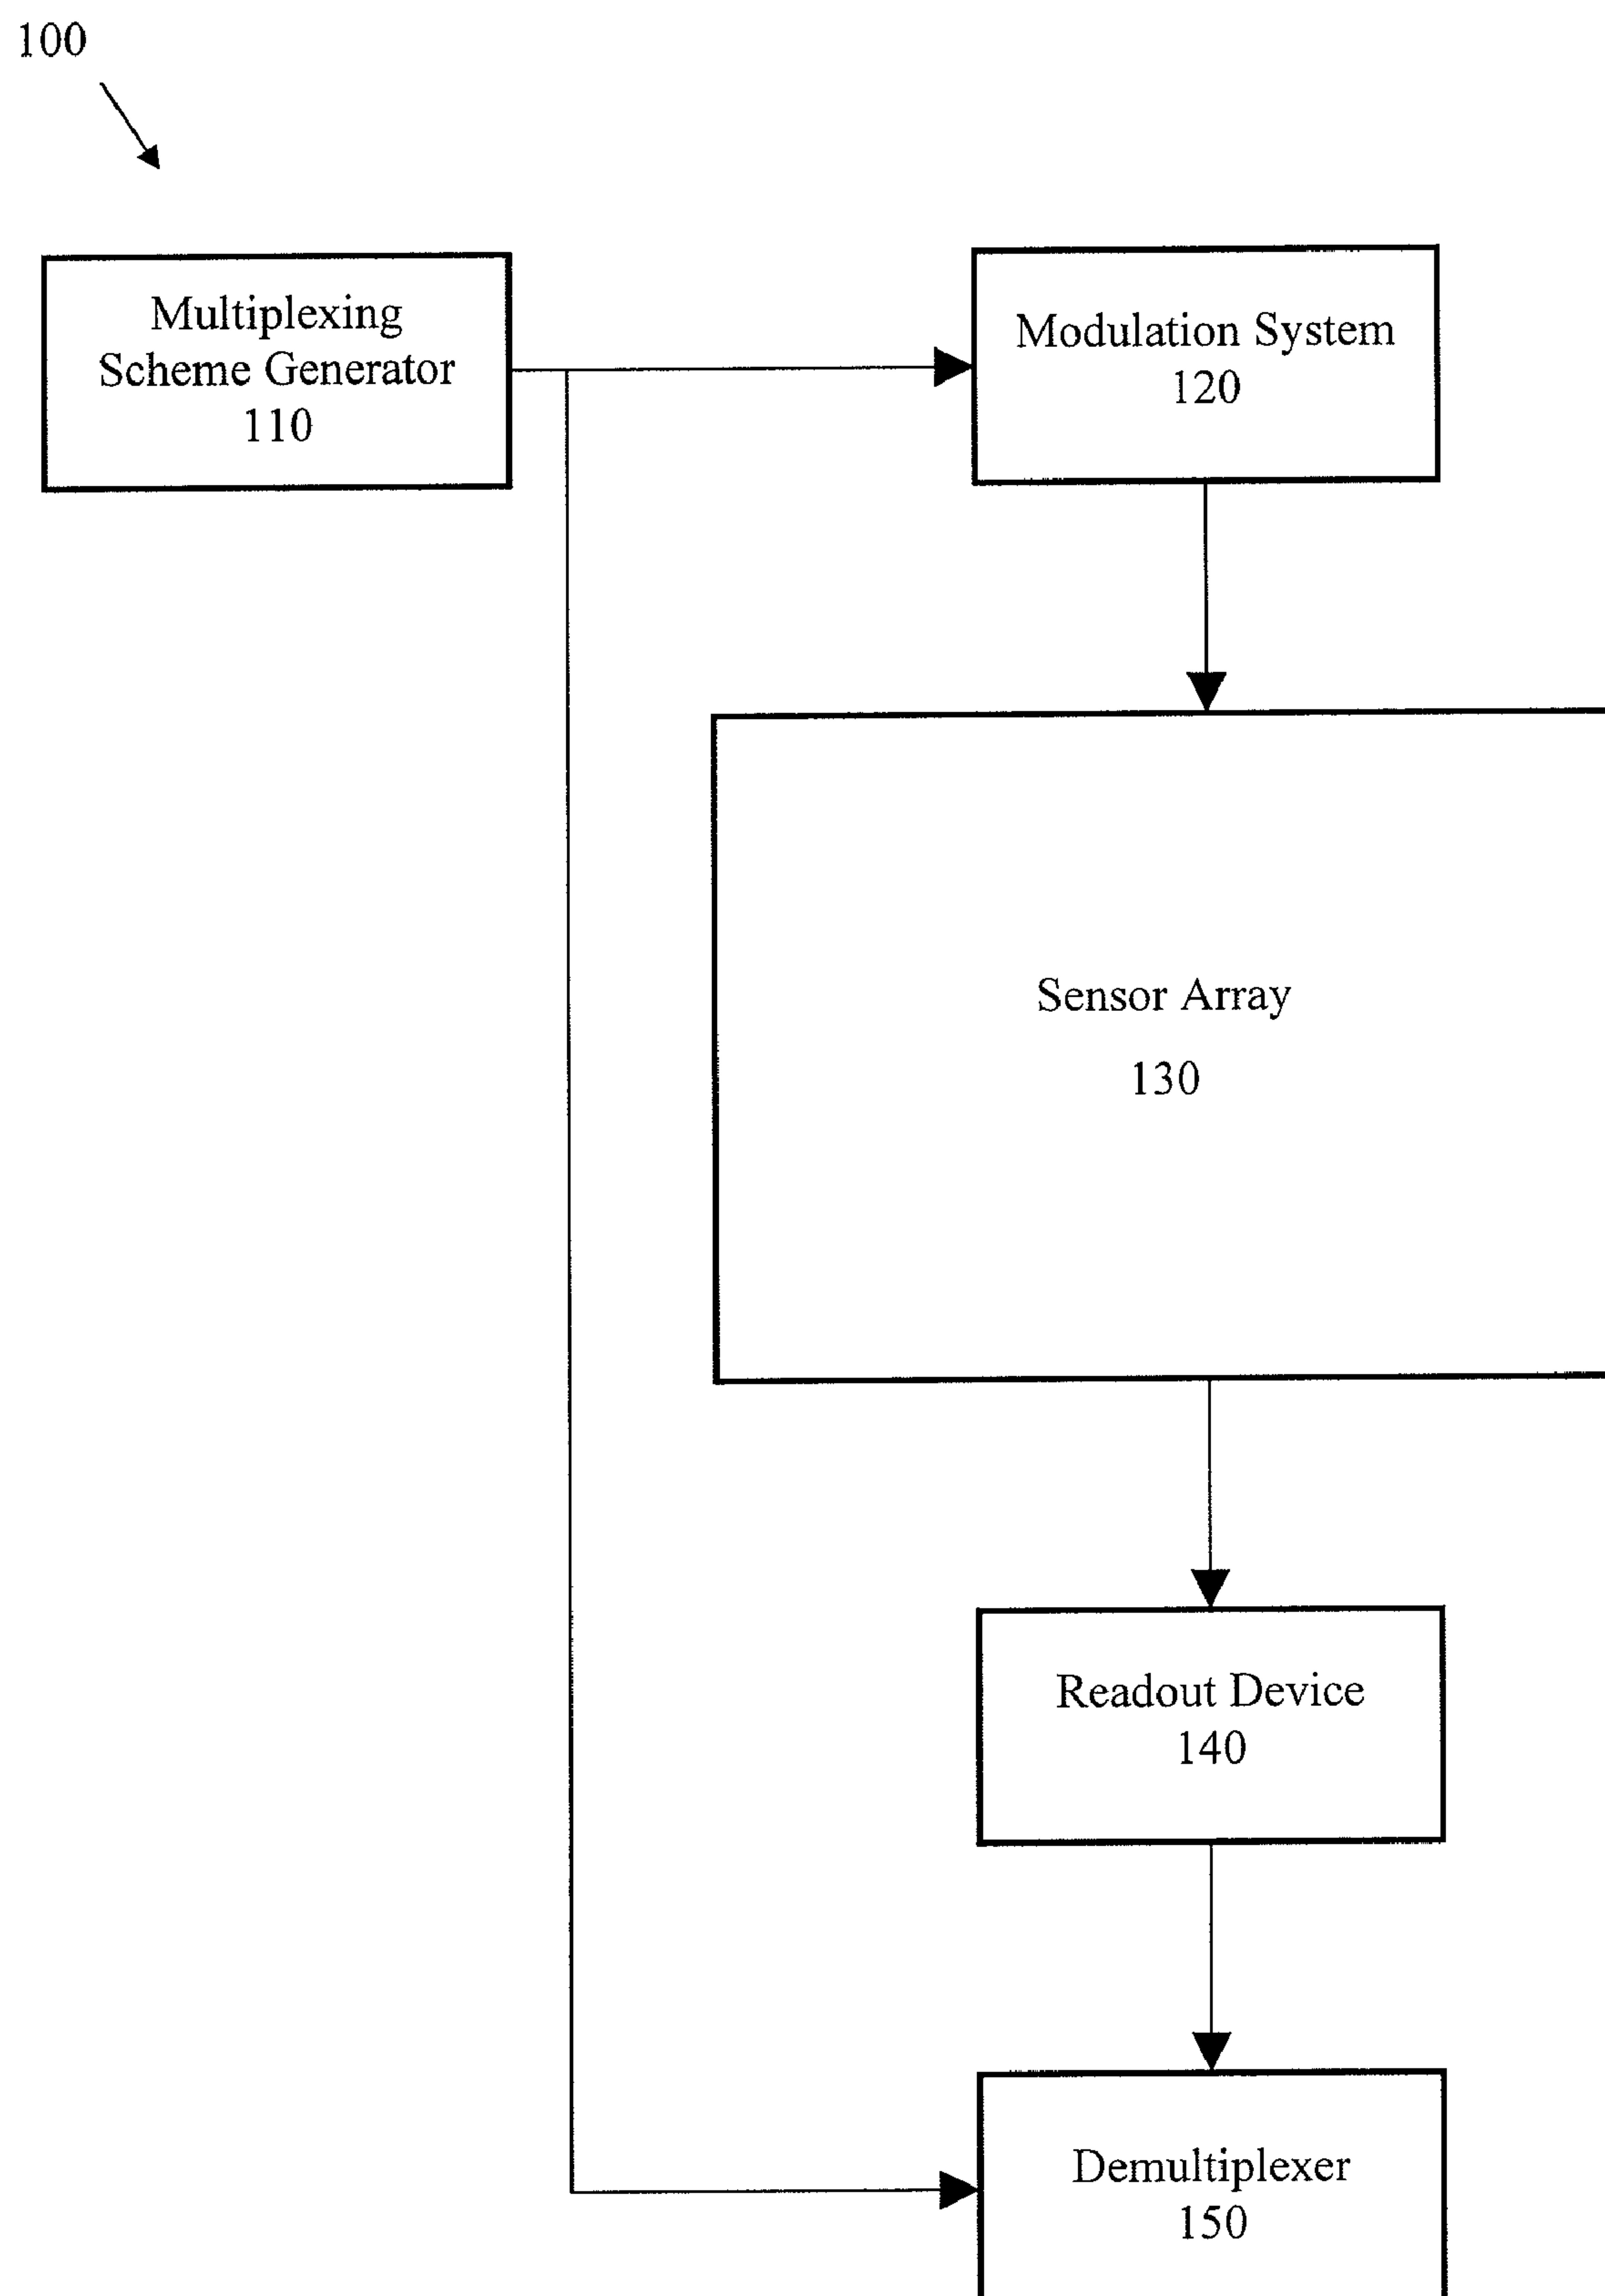 100
Multiplexing
Scheme Generator
110
Modulation System
120
Sensor Array
130
Readout Device
140
Demultiplexer
150